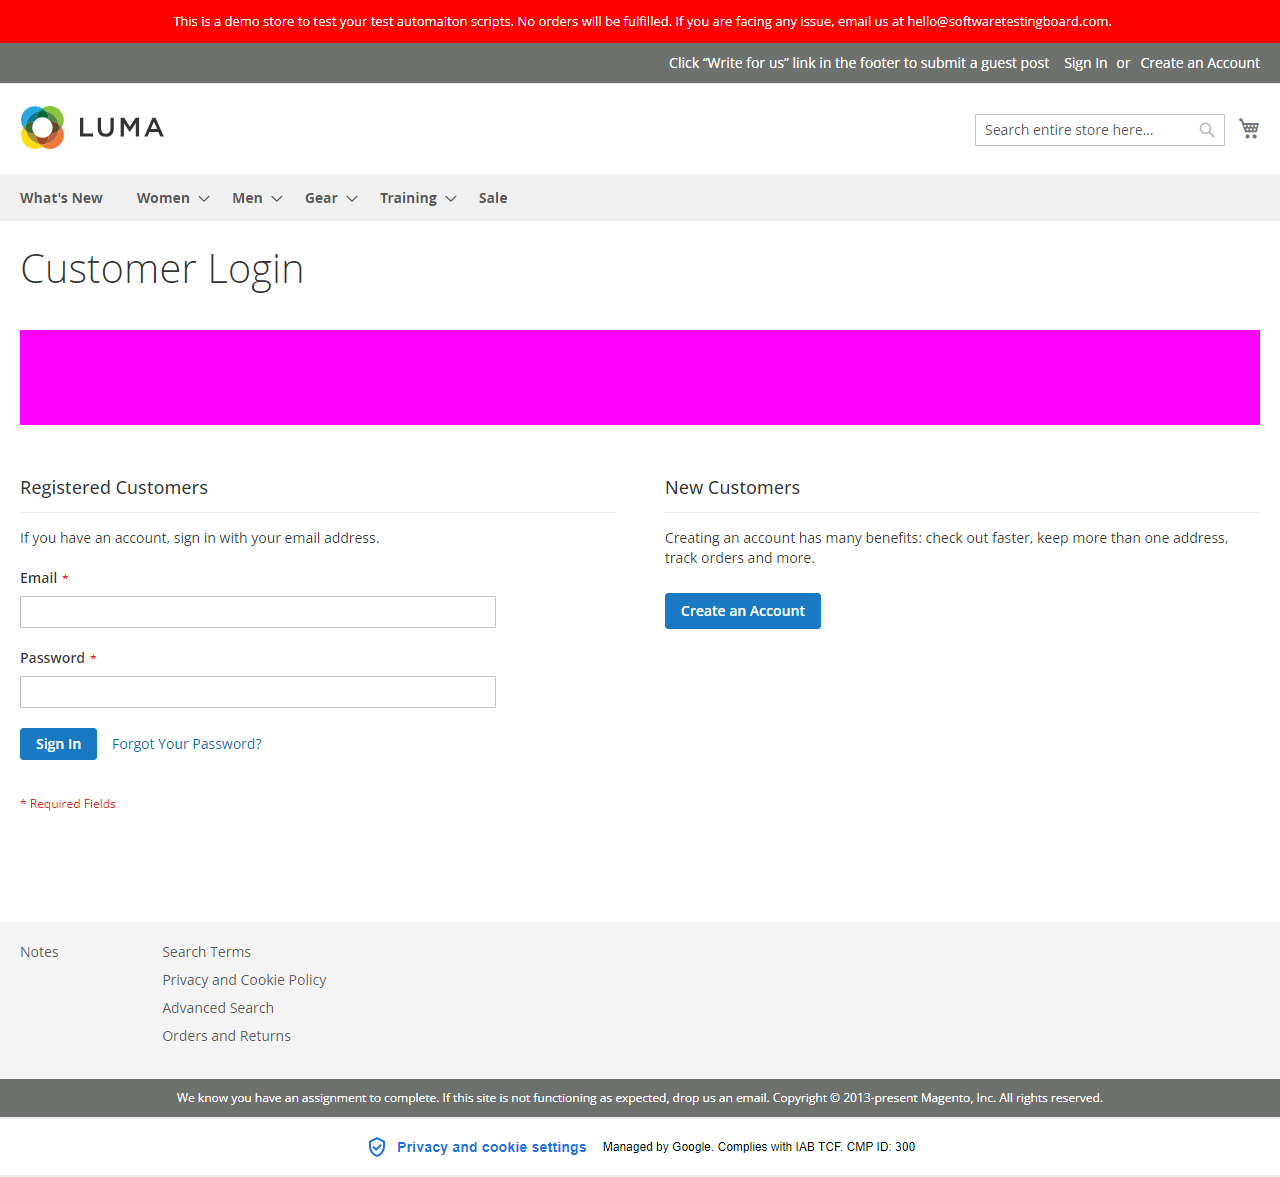 This is a demo store to test your test automaiton scripts. No orders will be fulfilled. If you are facing any issue, email us at hello@softwaretestingboard.com.
Click “Write for us” link in the footer to submit a guest post Sign In or Create an Account
LUMA
Search entire store here...
What's New Women Men Gear Training Sale
Customer Login
Registered Customers
If you have an account, sign in with your email address.
Email *
Password *
Sign In Forgot Your Password?
* Required Fields
New Customers
Creating an account has many benefits: check out faster, keep more than one address,
track orders and more.
Create an Account
Notes
Search Terms
Privacy and Cookie Policy
Advanced Search
Orders and Returns
We know you have an assignment to complete. If this site is not functioning as expected, drop us an email. Copyright © 2013-present Magento, Inc. All rights reserved.
Privacy and cookie settings Managed by Google. Complies with IAB TCF. CMP ID: 300